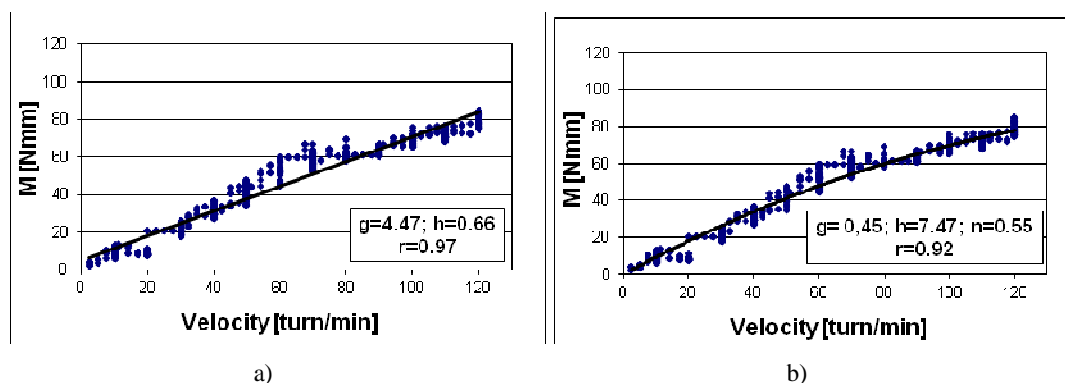 120
100
80
60
40
20
0
M [Nmm]
g=4.47; h=0.66
r=0.97
0 20 40 60 80 100 120
Velocity [turn/min]
a)
120
100
80
60
40
20
0
M [Nmm]
g= 0,45; h=7.47; n=0.55
r=0.92
0 20 40 60 80 100 120
Velocity [turn/min]
b)